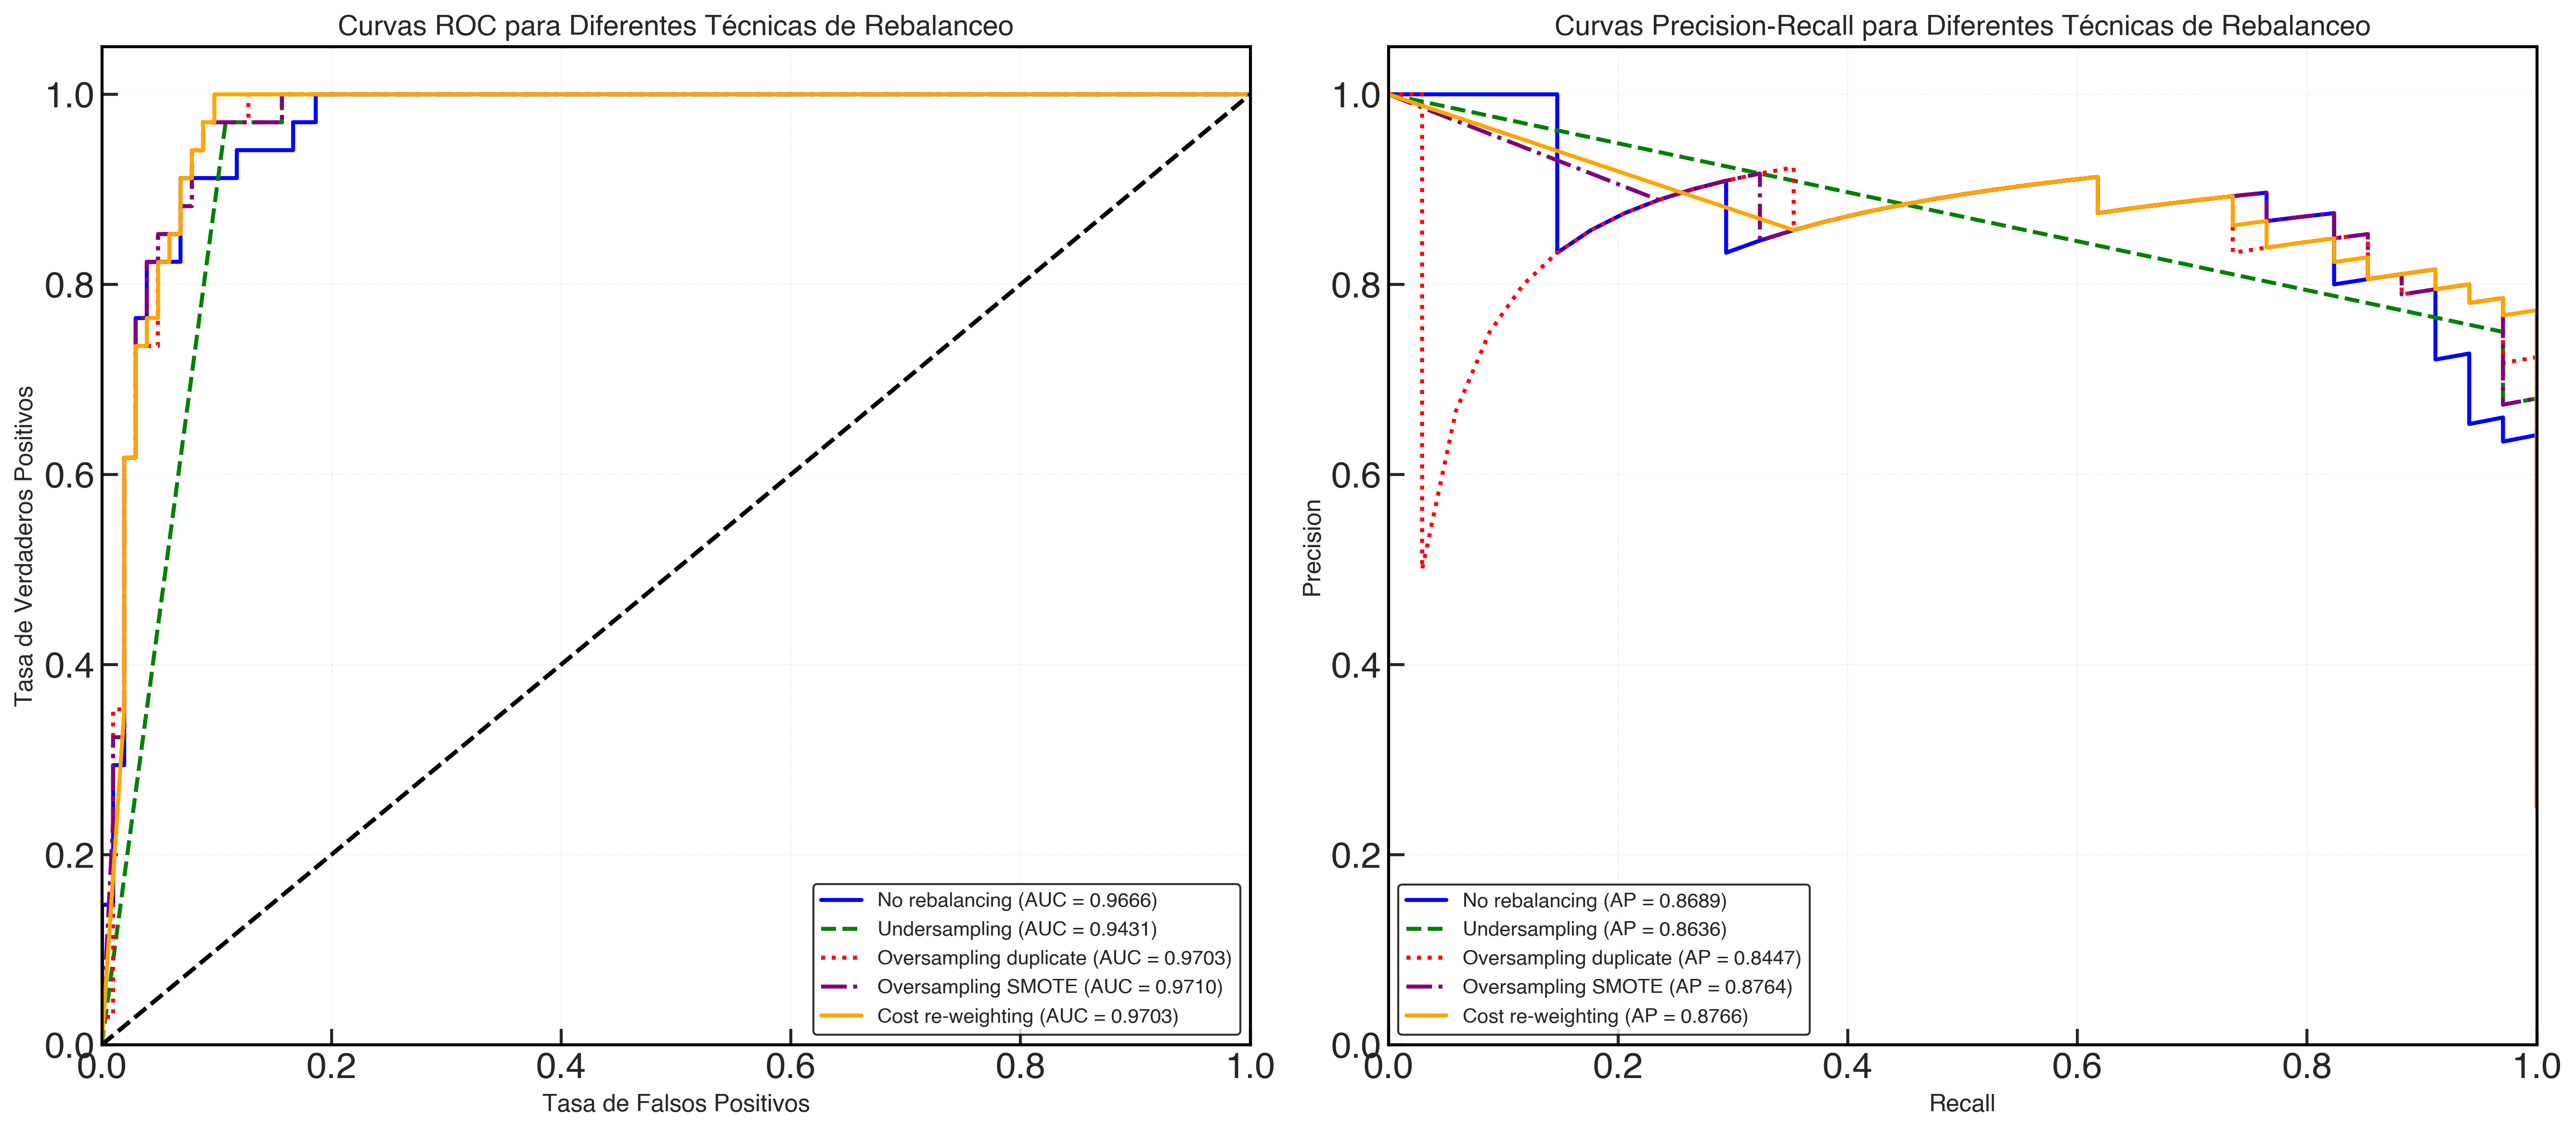 Curvas ROC para Diferentes Técnicas de Rebalanceo
Tasa de Verdaderos Positivos
1.0
0.8
0.6
0.4
0.2
0.0
0.0 0.2 0.4 0.6 0.8 1.0
Tasa de Falsos Positivos
No rebalancing (AUC = 0.9666)
Undersampling (AUC = 0.9431)
Oversampling duplicate (AUC = 0.9703)
Oversampling SMOTE (AUC = 0.9710)
Cost re-weighting (AUC = 0.9703)
Curvas Precision-Recall para Diferentes Técnicas de Rebalanceo
Precision
1.0
0.8
0.6
0.4
0.2
0.0
0.0 0.2 0.4 0.6 0.8 1.0
Recall
No rebalancing (AP = 0.8689)
Undersampling (AP = 0.8636)
Oversampling duplicate (AP = 0.8447)
Oversampling SMOTE (AP = 0.8764)
Cost re-weighting (AP = 0.8766)